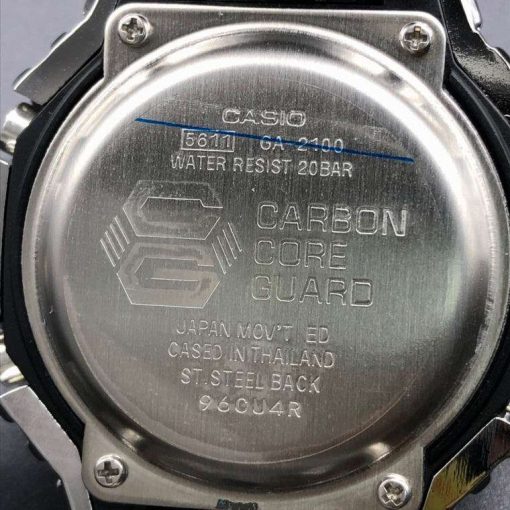 CASIO
5611 GA-2100
WATER RESIST 20BAR
CARBON
CORE
GUARD
JAPAN MOV'T ED
CASED IN THAILAND
ST.STEEL BACK
960U4R